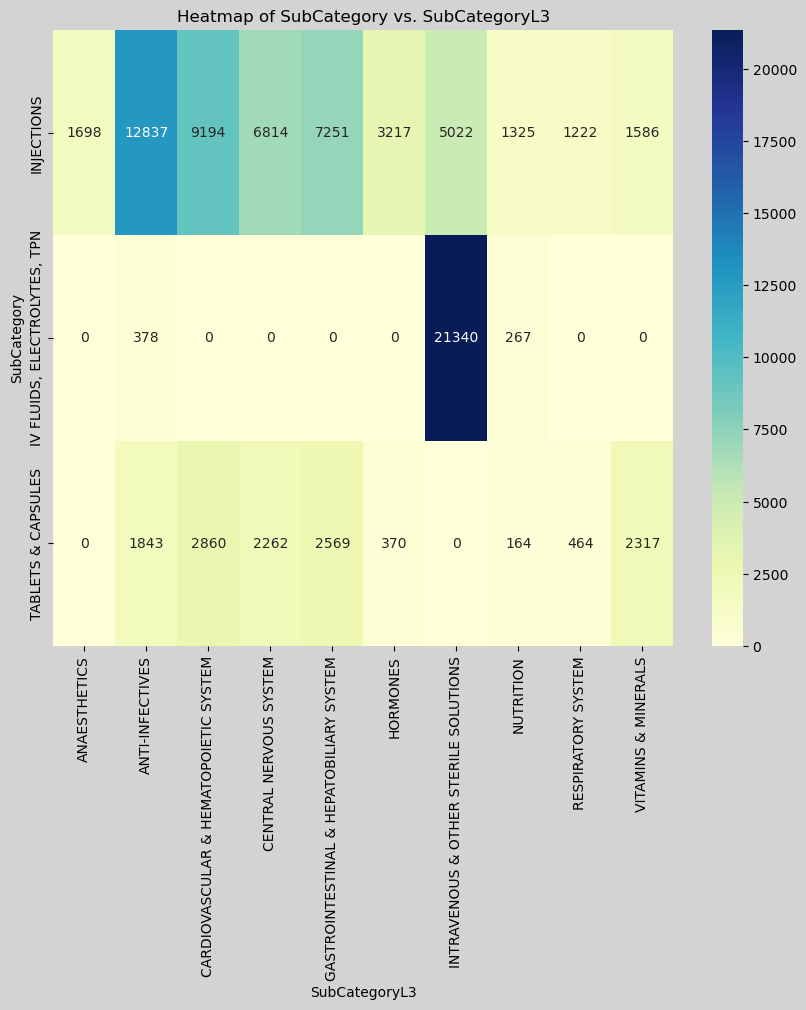 Heatmap of SubCategory vs. SubCategoryL3
SubCategory
INJECTIONS
1698 12837 9194 6814 7251 3217 5022 1325 1222 1586
IV FLUIDS, ELECTROLYTES, TPN
0 378 0 0 0 0 21340 267 0 0
TABLETS & CAPSULES
0 1843 2860 2262 2569 370 0 164 464 2317
ANAESTHETICS
ANTI-INFECTIVES
CARDIOVASCULAR & HEMATOPOIETIC SYSTEM
CENTRAL NERVOUS SYSTEM
GASTROINTESTINAL & HEPATOBILIARY SYSTEM
HORMONES
INTRAVENOUS & OTHER STERILE SOLUTIONS
NUTRITION
RESPIRATORY SYSTEM
VITAMINS & MINERALS
SubCategoryL3
20000
17500
15000
12500
10000
7500
5000
2500
0